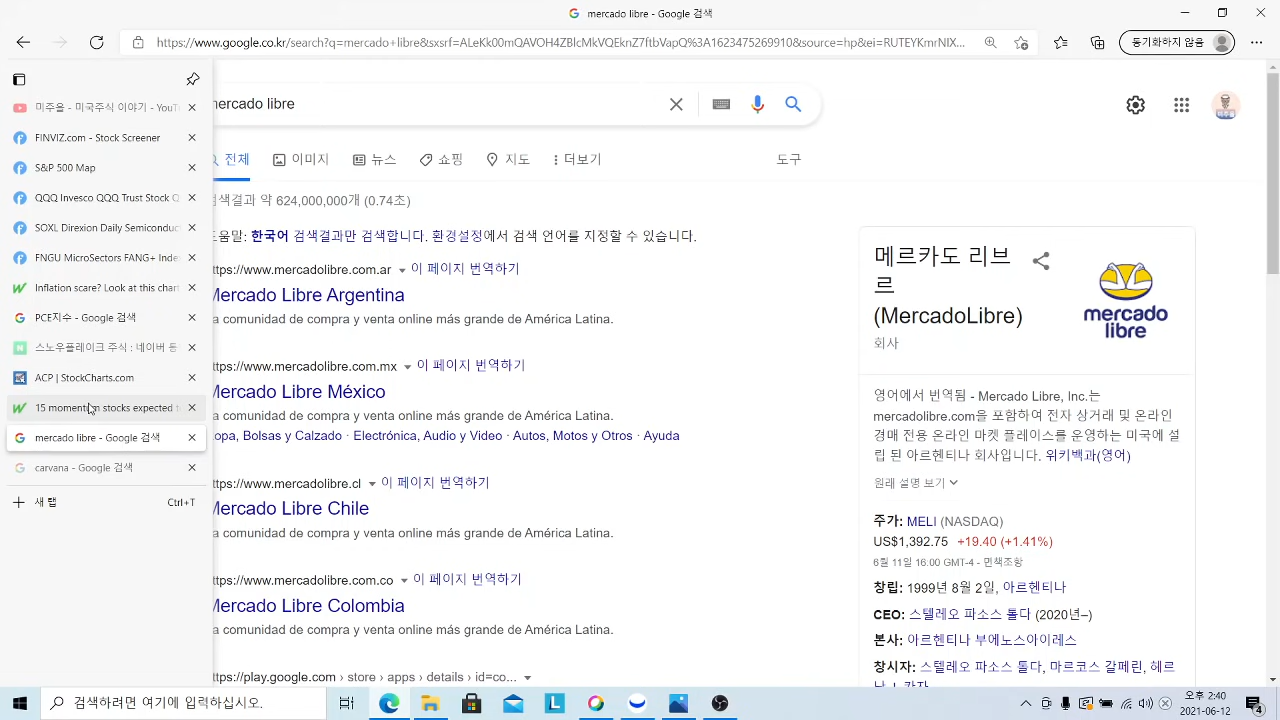 mercado libre - Google 검색
https://www.google.co.kr/search?q=mercado+libre&sxsrf=ALeKk00mQAVOH4ZBlcMkVQEknZ7ftbVapQ%3A1623475269910&source=hp&ei=RUTEYKmrNIX...
동기화하지 않음
미주율 - 미국주식 이야기 - YouT
FINVIZ.com - Stock Screener
S&P 500 Map
QQQ Invesco QQQ Trust Stock Q
SOXL Direxion Daily Semiconduc
FNGU MicroSectors FANG+ Inde
Inflation scare? Look at this chart
PCE지수 - Google 검색
스노우플레이크 주식 : 네이버 통
ACP | StockCharts.com
15 momentum stocks expected t
mercado libre - Google 검색
carvana - Google 검색
새 탭 Ctrl+T
mercado libre
전체 이미지 뉴스 쇼핑 지도 더보기 도구
검색결과 약 624,000,000개 (0.74초)
도움말: 한국어 검색결과만 검색합니다. 환경설정에서 검색 언어를 지정할 수 있습니다.
ttps://www.mercadolibre.com.ar 이 페이지 번역하기
Mercado Libre Argentina
a comunidad de compra y venta online más grande de América Latina.
ttps://www.mercadolibre.com.mx 이 페이지 번역하기
Mercado Libre México
a comunidad de compra y venta online más grande de América Latina.
opa, Bolsas y Calzado · Electrónica, Audio y Video · Autos, Motos y Otros · Ayuda
ttps://www.mercadolibre.cl 이 페이지 번역하기
Mercado Libre Chile
a comunidad de compra y venta online más grande de América Latina.
ttps://www.mercadolibre.com.co 이 페이지 번역하기
Mercado Libre Colombia
a comunidad de compra y venta online más grande de América Latina.
ttps://play.google.com › store › apps › details › id=co...
메르카도 리브
르
(MercadoLibre)
회사
mercado
libre
영어에서 번역됨 - Mercado Libre, Inc.는
mercadolibre.com을 포함하여 전자 상거래 및 온라인
경매 전용 온라인 마켓 플레이스를 운영하는 미국에 설
립 된 아르헨티나 회사입니다. 위키백과(영어)
원래 설명 보기
주가: MELI (NASDAQ)
US$1,392.75 +19.40 (+1.41%)
6월 11일 16:00 GMT-4 - 면책조항
창립: 1999년 8월 2일, 아르헨티나
CEO: 스텔레오 파소스 톨다 (2020년–)
본사: 아르헨티나 부에노스아이레스
창시자: 스텔레오 파소스 톨다, 마르코스 갈페린, 헤르
검색하려면 여기에 입력하십시오.
오후 2:40
2021-06-12
4